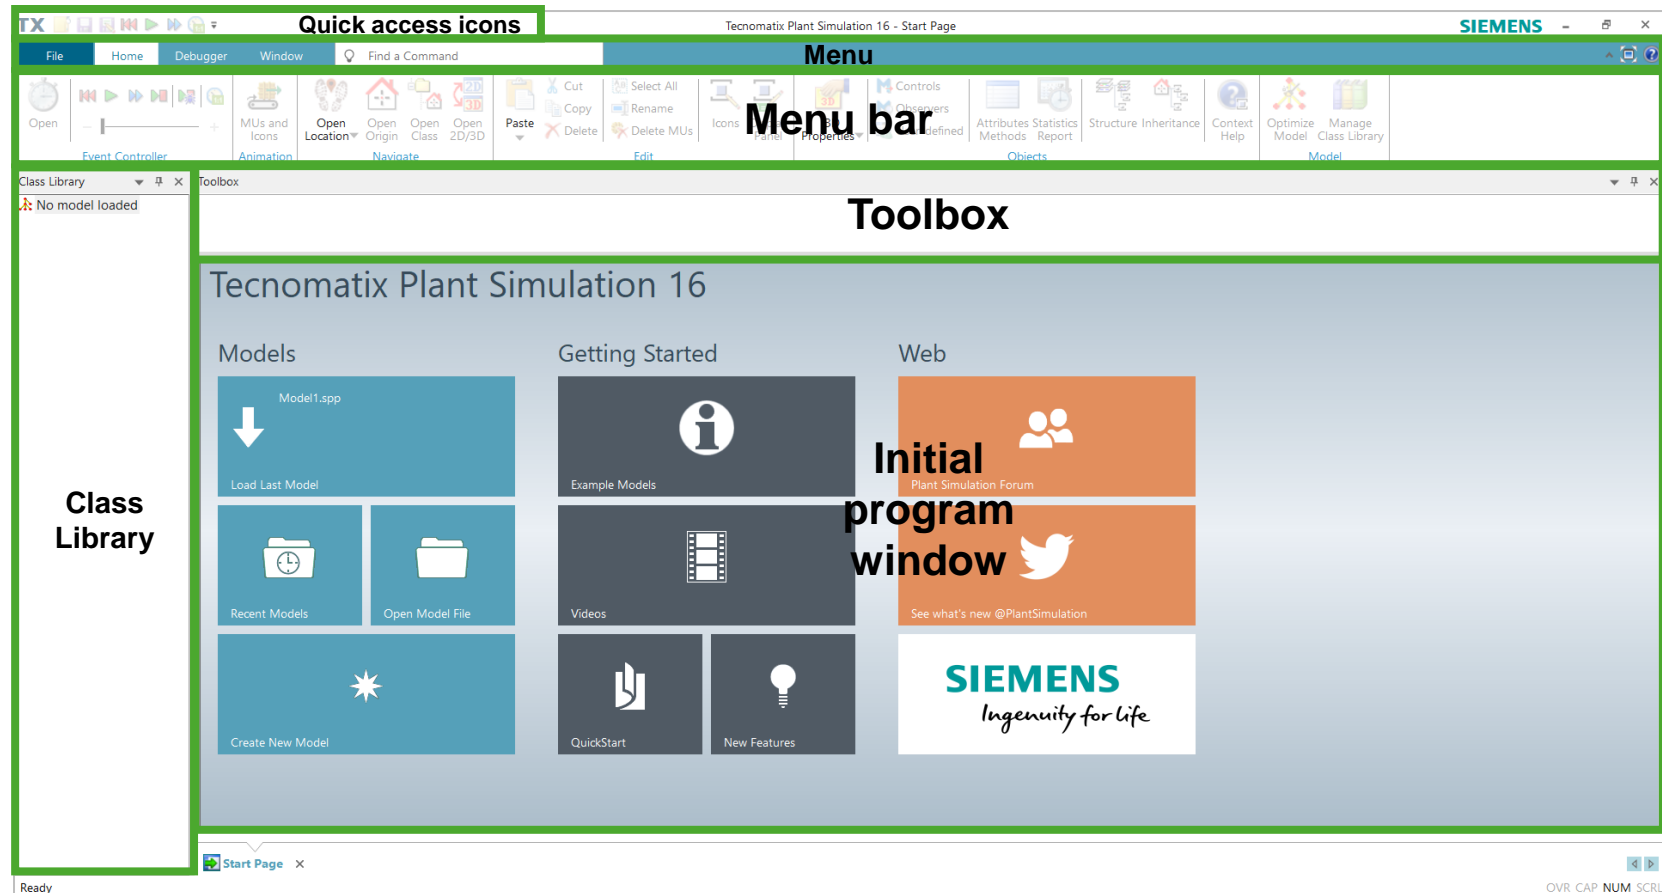 TX
Quick access icons
Tecnomatix Plant Simulation 16 - Start Page
SIEMENS
File Home Debugger Window Find a Command
Menu
Open
Event Controller
MUs and
Icons
Animation
Open
Location
Open
Origin
Open
Class
Open
2D/3D
Navigate
Paste
Cut
Copy
Delete
Select All
Rename
Delete MUs
Edit
Icons
Panel
3D
Properties
Menu bar
Controls
Observers
defined
Attributes
Methods
Statistics
Report
Structure
Inheritance
Objects
Context
Help
Optimize
Model
Manage
Class Library
Model
Class Library
No model loaded
Class
Library
Toolbox
Toolbox
Tecnomatix Plant Simulation 16
Models
Model1.spp
Load Last Model
Recent Models
Open Model File
Create New Model
Getting Started
Example Models
Videos
QuickStart
New Features
Web
Plant Simulation Forum
See what's new @PlantSimulation
SIEMENS
Ingenuity for life
Initial
program
window
Start Page
Ready
OVR CAP NUM SCRL